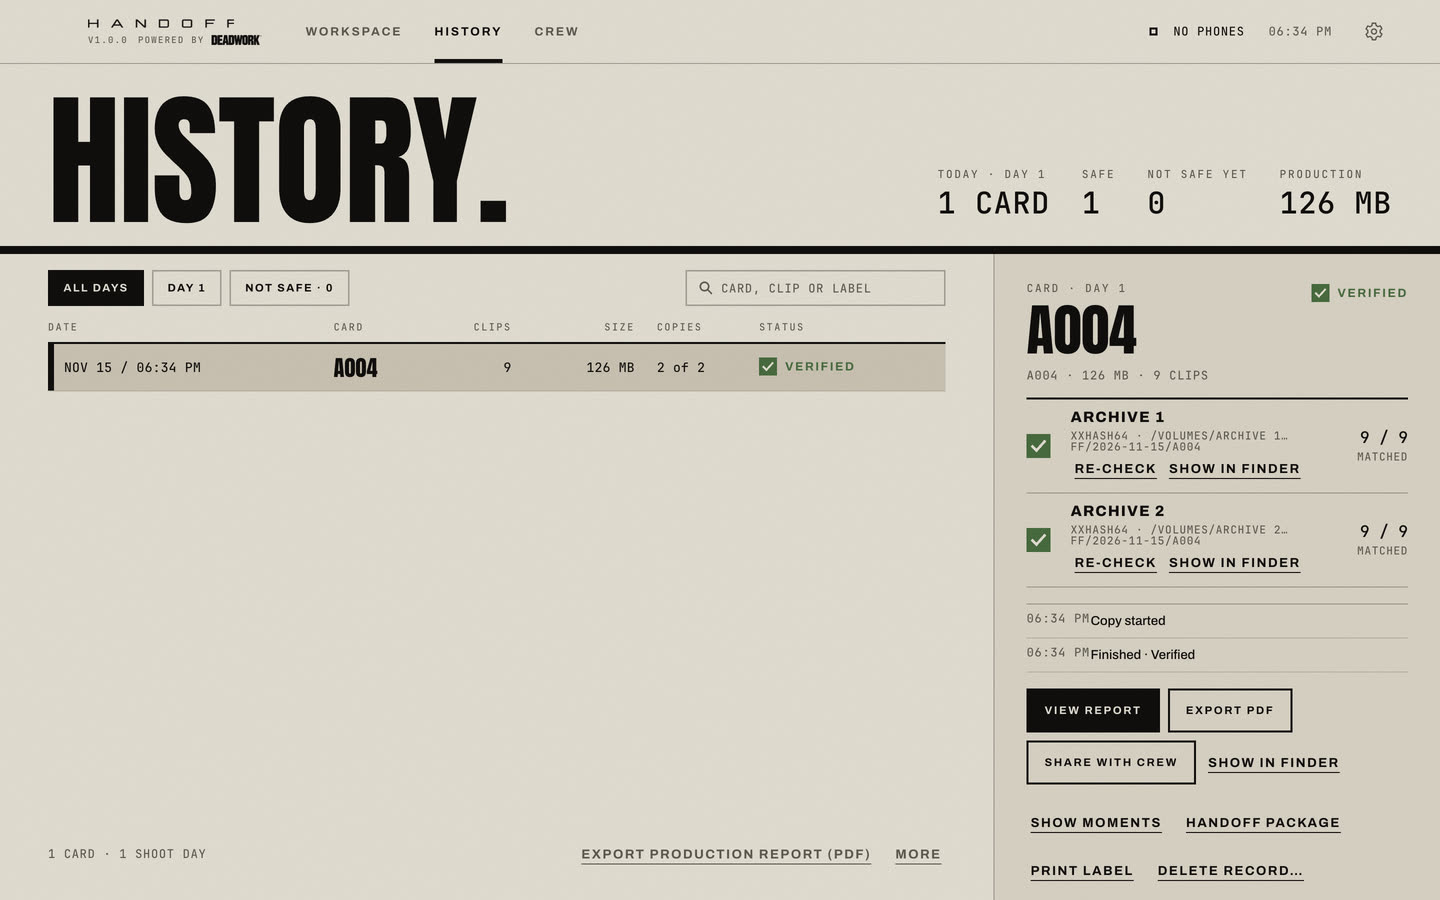 HANDOFF
V1.0.0 POWERED BY DEADWORK
WORKSPACE
HISTORY
CREW
NO PHONES
06:34 PM
HISTORY.
TODAY · DAY 1
1 CARD
SAFE
1
NOT SAFE YET
0
PRODUCTION
126 MB
ALL DAYS
DAY 1
NOT SAFE · 0
CARD, CLIP OR LABEL
DATE CARD CLIPS SIZE COPIES STATUS
NOV 15 / 06:34 PM A004 9 126 MB 2 of 2 VERIFIED
1 CARD · 1 SHOOT DAY
EXPORT PRODUCTION REPORT (PDF)
MORE
CARD · DAY 1
VERIFIED
A004
A004 · 126 MB · 9 CLIPS
ARCHIVE 1
XXHASH64 · /VOLUMES/ARCHIVE 1…
FF/2026-11-15/A004
RE-CHECK SHOW IN FINDER
9 / 9
MATCHED
ARCHIVE 2
XXHASH64 · /VOLUMES/ARCHIVE 2…
FF/2026-11-15/A004
RE-CHECK SHOW IN FINDER
9 / 9
MATCHED
06:34 PM Copy started
06:34 PM Finished · Verified
VIEW REPORT
EXPORT PDF
SHARE WITH CREW
SHOW IN FINDER
SHOW MOMENTS
HANDOFF PACKAGE
PRINT LABEL
DELETE RECORD…